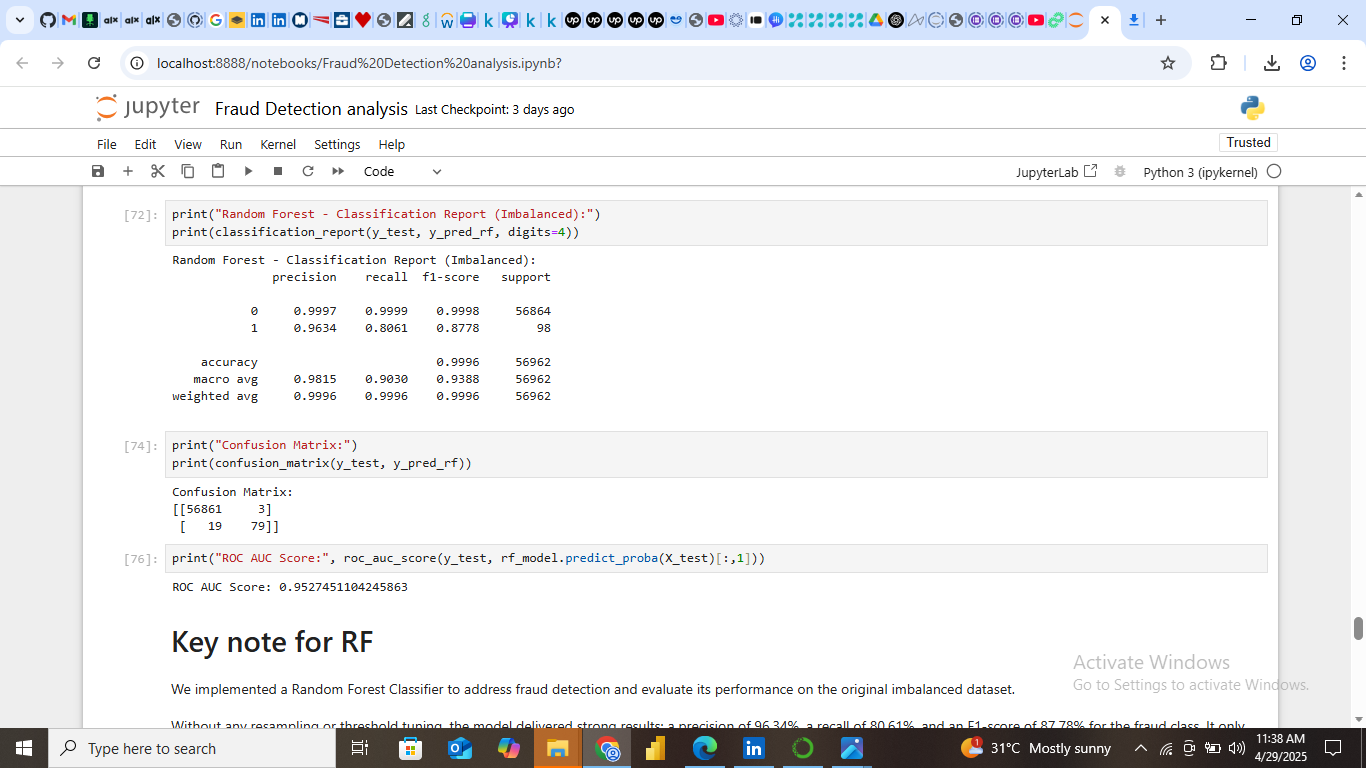 localhost:8888/notebooks/Fraud%20Detection%20analysis.ipynb?
jupyter Fraud Detection analysis Last Checkpoint: 3 days ago
File Edit View Run Kernel Settings Help
Trusted
Code
JupyterLab Python 3 (ipykernel)
[72]: print("Random Forest - Classification Report (Imbalanced):")
print(classification_report(y_test, y_pred_rf, digits=4))
Random Forest - Classification Report (Imbalanced):
precision recall f1-score support
0 0.9997 0.9999 0.9998 56864
1 0.9634 0.8061 0.8778 98
accuracy 0.9996 56962
macro avg 0.9815 0.9030 0.9388 56962
weighted avg 0.9996 0.9996 0.9996 56962
[74]: print("Confusion Matrix:")
print(confusion_matrix(y_test, y_pred_rf))
Confusion Matrix:
[[56861 3]
[ 19 79]]
[76]: print("ROC AUC Score:", roc_auc_score(y_test, rf_model.predict_proba(X_test)[:,1]))
ROC AUC Score: 0.9527451104245863
Key note for RF
We implemented a Random Forest Classifier to address fraud detection and evaluate its performance on the original imbalanced dataset.
Without any resampling or threshold tuning, the model delivered strong results: a precision of 96.34%, a recall of 80.61%, and an F1-score of 87.78% for the fraud class. It only
Activate Windows
Go to Settings to activate Windows.
Type here to search
31°C Mostly sunny
11:38 AM
4/29/2025